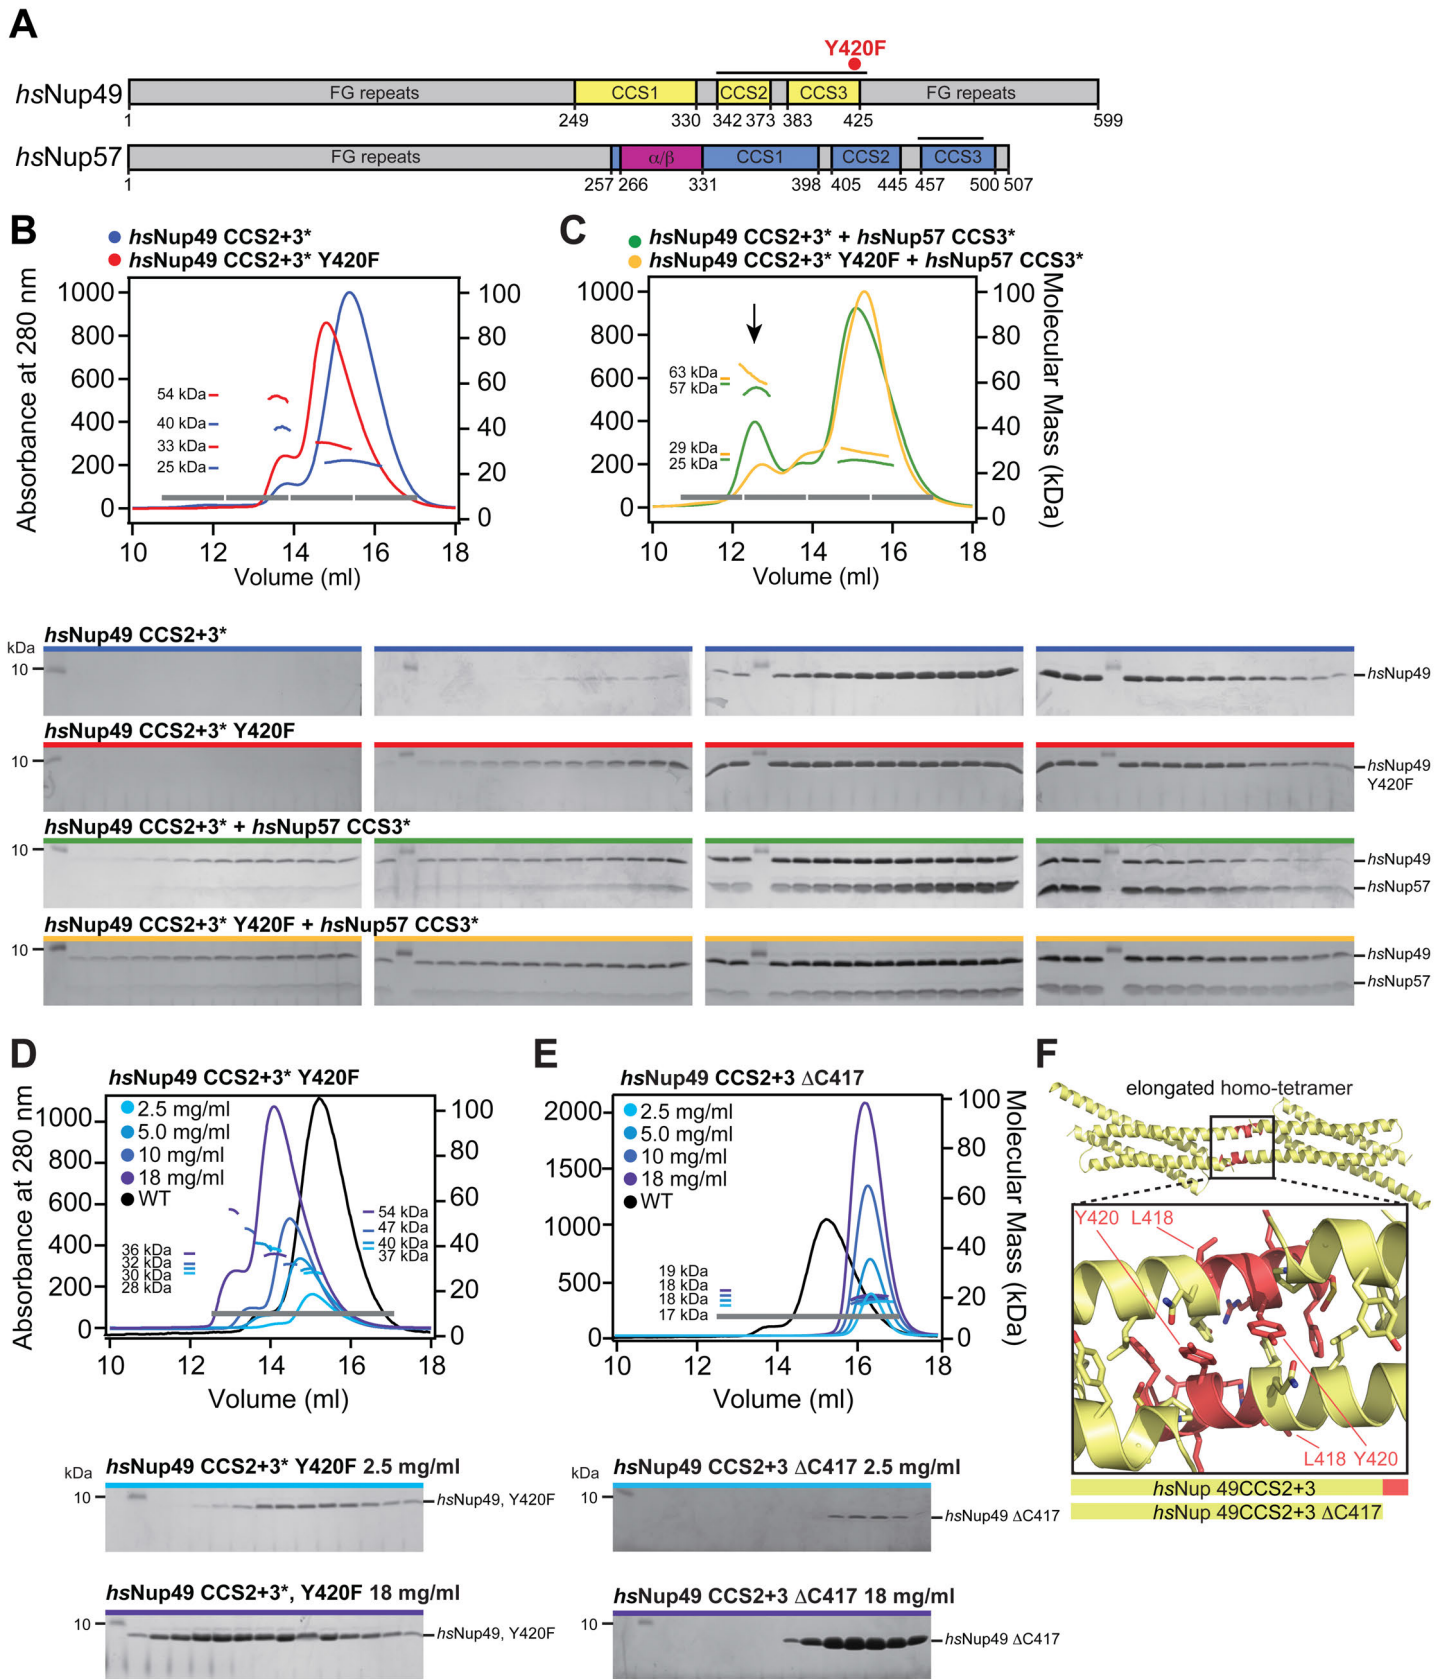 A
Y420F
hsNup49 FG repeats CCS1 CCS2 CCS3 FG repeats
1 249 330 342 373 383 425 599
hsNup57 FG repeats α/β CCS1 CCS2 CCS3
1 257 266 331 398 405 445 457 500 507
B
hsNup49 CCS2+3*
hsNup49 CCS2+3* Y420F
Absorbance at 280 nm
1000
800
600
400
200
0
54 kDa
40 kDa
33 kDa
25 kDa
100
80
60
40
20
0
10 12 14 16 18
Volume (ml)
C
hsNup49 CCS2+3* + hsNup57 CCS3*
hsNup49 CCS2+3* Y420F + hsNup57 CCS3*
1000
800
600
400
200
0
63 kDa
57 kDa
29 kDa
25 kDa
100
80
60
40
20
0
Molecular Mass (kDa)
10 12 14 16 18
Volume (ml)
hsNup49 CCS2+3*
kDa
10
hsNup49
hsNup49 CCS2+3* Y420F
10
hsNup49
Y420F
hsNup49 CCS2+3* + hsNup57 CCS3*
10
hsNup49
hsNup57
hsNup49 CCS2+3* Y420F + hsNup57 CCS3*
10
hsNup49
hsNup57
D
hsNup49 CCS2+3* Y420F
Absorbance at 280 nm
1000
800
600
400
200
0
2.5 mg/ml
5.0 mg/ml
10 mg/ml
18 mg/ml
WT
36 kDa
32 kDa
30 kDa
28 kDa
54 kDa
47 kDa
40 kDa
37 kDa
100
80
60
40
20
0
10 12 14 16 18
Volume (ml)
E
hsNup49 CCS2+3 ΔC417
2000
1500
1000
500
0
2.5 mg/ml
5.0 mg/ml
10 mg/ml
18 mg/ml
WT
19 kDa
18 kDa
18 kDa
17 kDa
100
80
60
40
20
0
Molecular Mass (kDa)
10 12 14 16 18
Volume (ml)
F
elongated homo-tetramer
Y420 L418
L418 Y420
hsNup 49CCS2+3
hsNup 49CCS2+3 ΔC417
hsNup49 CCS2+3* Y420F 2.5 mg/ml
kDa
10
hsNup49, Y420F
hsNup49 CCS2+3 ΔC417 2.5 mg/ml
kDa
10
hsNup49 ΔC417
hsNup49 CCS2+3*, Y420F 18 mg/ml
10
hsNup49, Y420F
hsNup49 CCS2+3 ΔC417 18 mg/ml
10
hsNup49 ΔC417